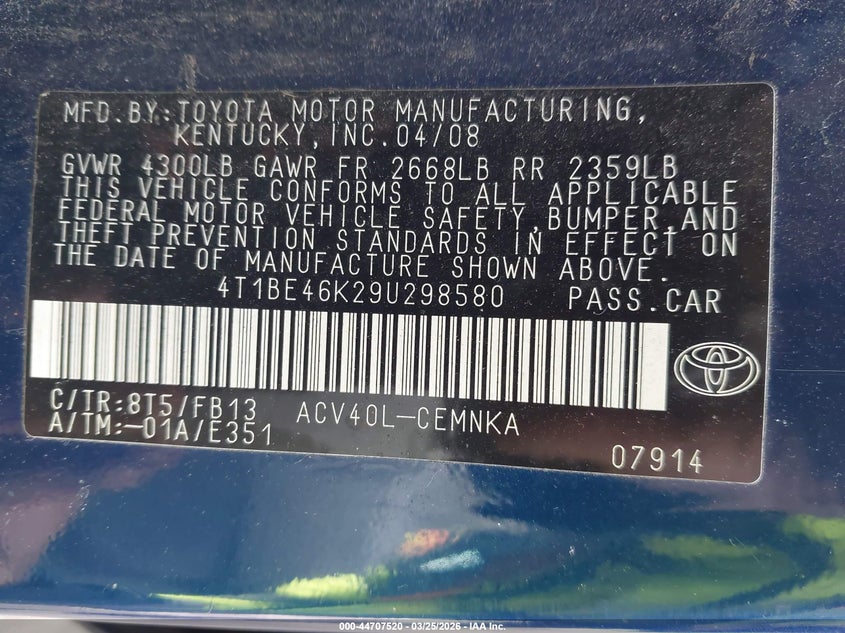 MFD.BY:TOYOTA MOTOR MANUFACTURING,
KENTUCKY,INC.04/08
GVWR 4300LB GAWR FR 2668LB RR 2359LB
THIS VEHICLE CONFORMS TO ALL APPLICABLE
FEDERAL MOTOR VEHICLE SAFETY,BUMPER,AND
THEFT PREVENTION STANDARDS IN EFFECT ON
THE DATE OF MANUFACTURE SHOWN ABOVE.
4T1BE46K29U298580 PASS.CAR
C/TR:8T5/FB13 ACV40L-CEMNKA
A/TM:-01A/E351
07914
000-44707520 - 03/25/2026 - IAA Inc.